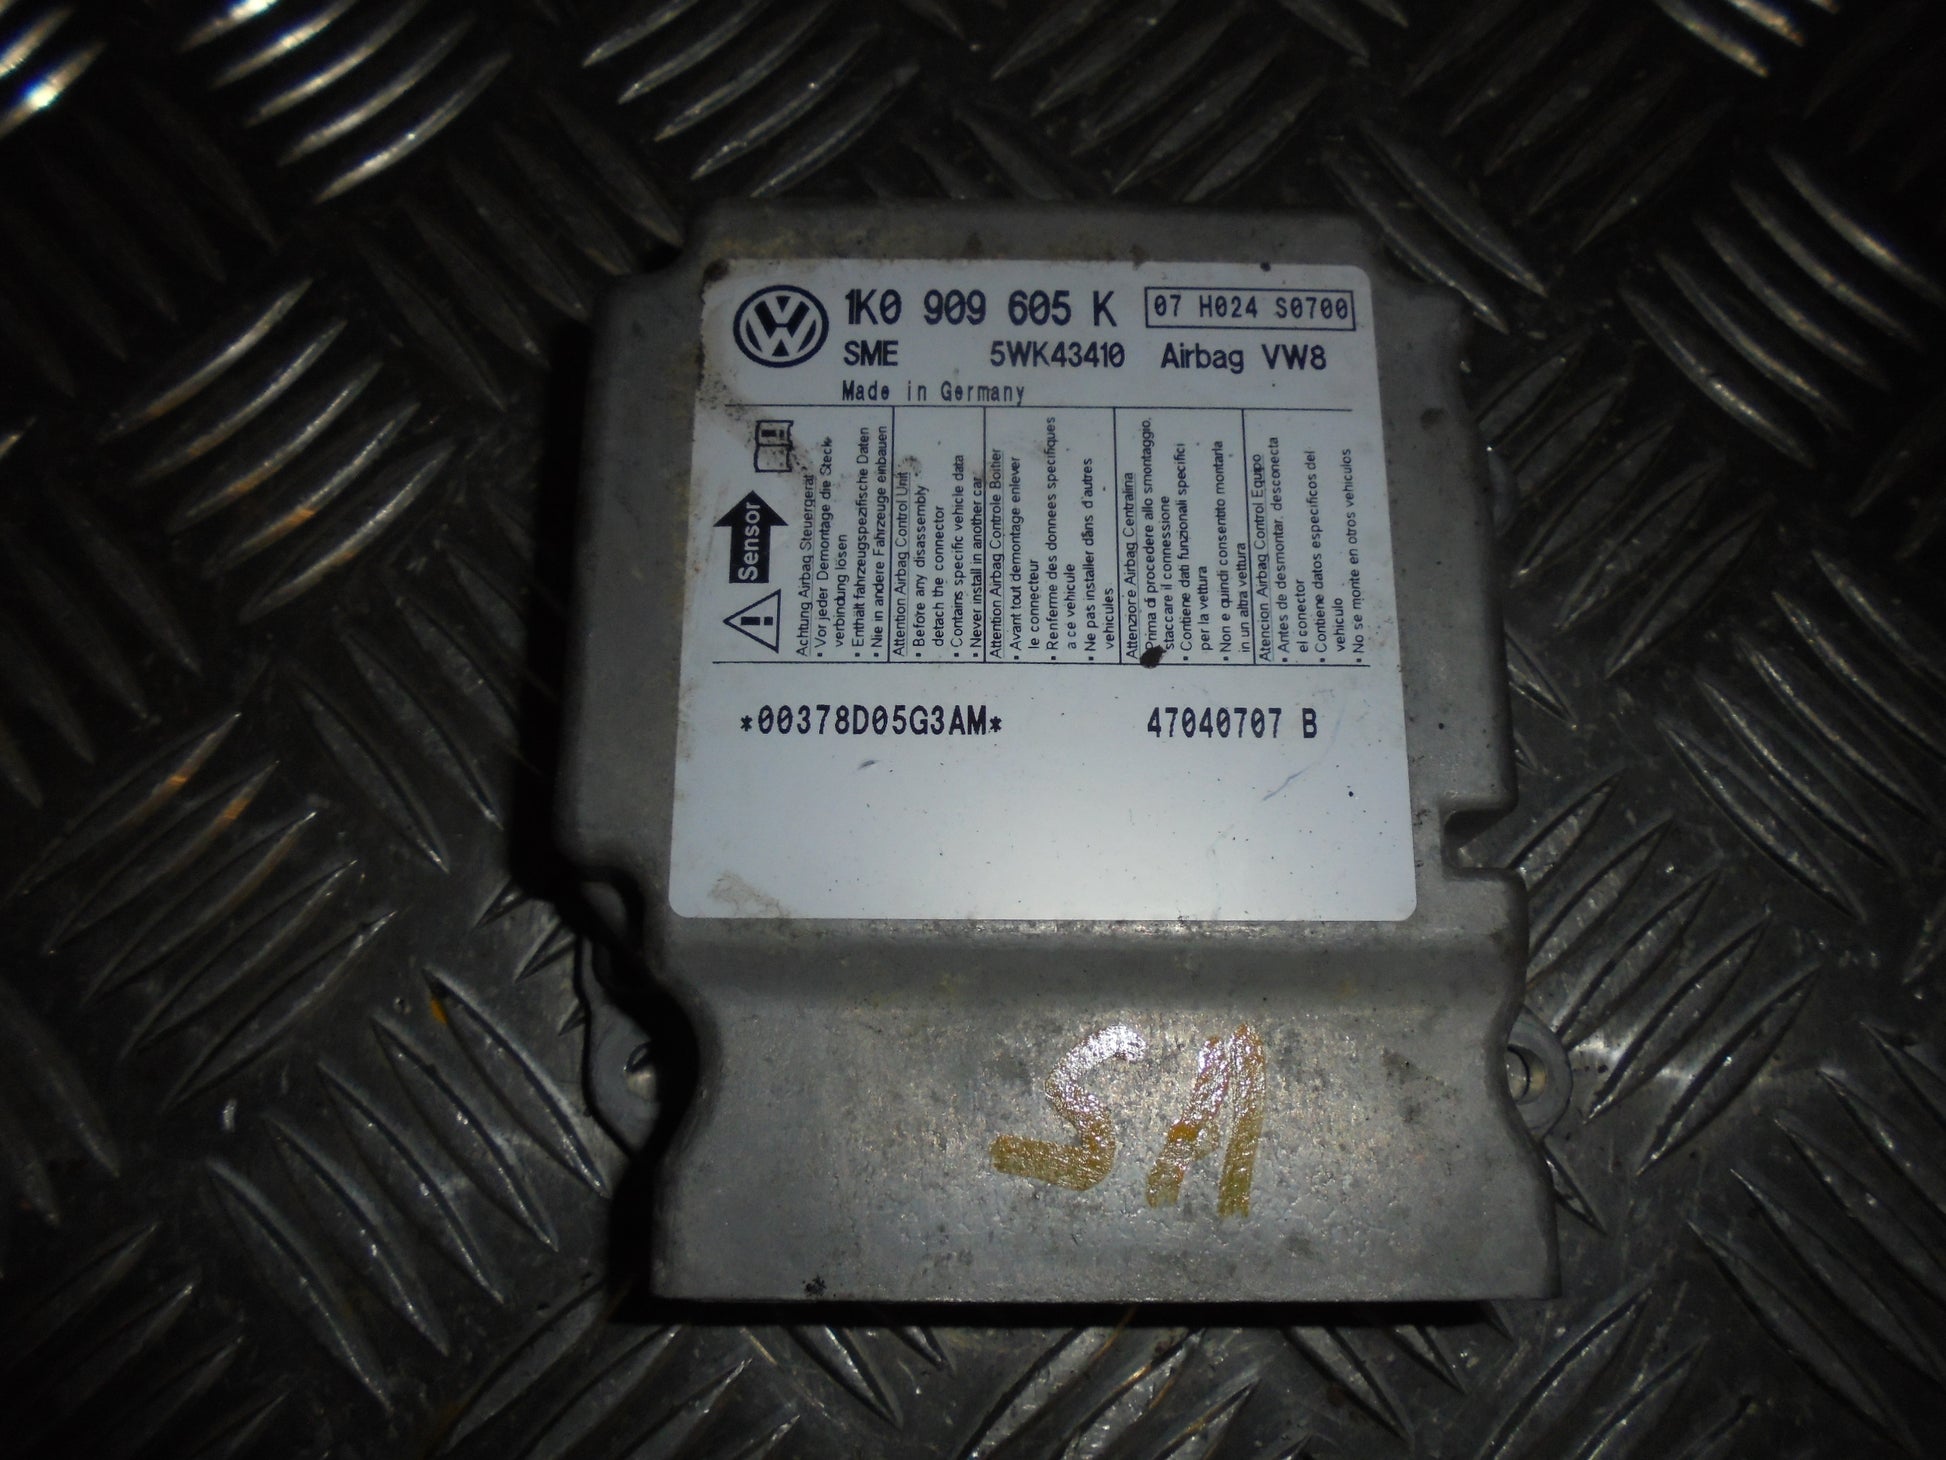 1K0 909 605 K
07 H024 S0700
SME 5WK43410 Airbag VW8
Made in Germany
Sensor
Achtung Airbag Steuergerät
• Vor jeder Demontage die Steck
verbindung lösen
• Enthält fahrzeugspezifische Daten
• Nie in andere Fahrzeuge einbauen
Attention Airbag Control Unit
• Before any disassembly
detach the connector
• Contains specific vehicle data
• Never install in another car
Attention Airbag Controle Boitier
• Avant tout demontage enlever
le connecteur
• Renferme des donnees specifiques
a ce vehicule
• Ne pas installer dans d'autres
vehicules
Attenzione Airbag Centralina
Prima di procedere allo smontaggio,
staccare il connessione
• Contiene dati funzionali specifici
per la vettura
• Non e quindi consentito montarla
in un altra vettura
Atencion Airbag Control Equipo
• Antes de desmontar, desconecta
el conector
• Contiene datos especificos del
vehiculo
• No se monte en otros vehiculos
*00378D05G3AM*
47040707 B